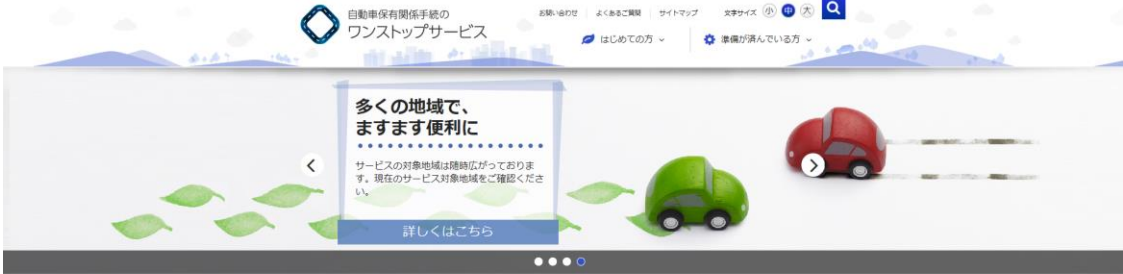 自動車保有関係手続の
ワンストップサービス
お問い合わせ よくあるご質問 サイトマップ 文字サイズ 小 中 大
はじめての方 準備が済んでいる方
多くの地域で、
ますます便利に
サービスの対象地域は随時広がっておりま
す。現在のサービス対象地域をご確認くださ
い。
詳しくはこちら